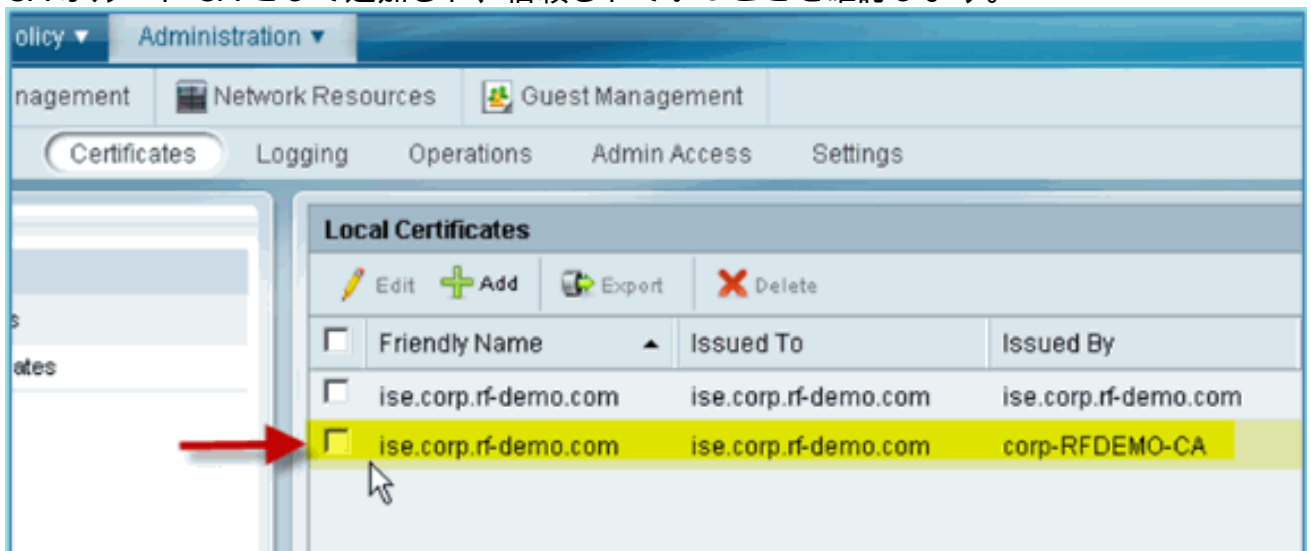 olicy ▼ Administration ▼
nagement Network Resources Guest Management
Certificates Logging Operations Admin Access Settings
Local Certificates
Edit Add Export Delete
Friendly Name ▲ Issued To Issued By
s
ates
ise.corp.rf-demo.com ise.corp.rf-demo.com ise.corp.rf-demo.com
ise.corp.rf-demo.com ise.corp.rf-demo.com corp-RFDEMO-CA